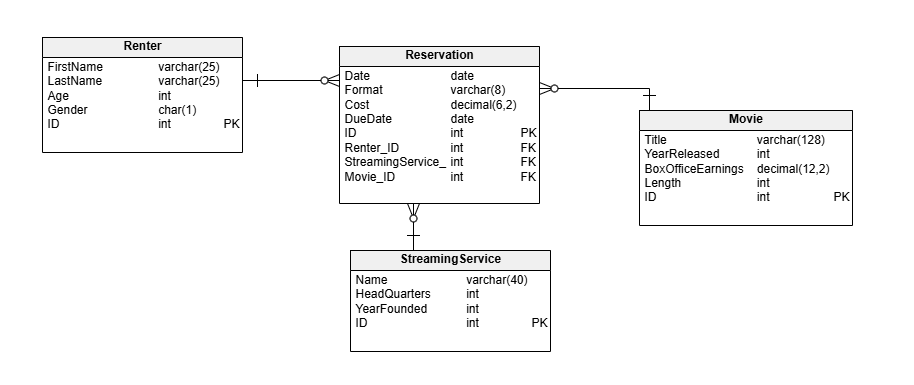 Renter
FirstName varchar(25)
LastName varchar(25)
Age int
Gender char(1)
ID int PK
Reservation
Date date
Format varchar(8)
Cost decimal(6,2)
DueDate date
ID int PK
Renter_ID int FK
StreamingService_ int FK
Movie_ID int FK
Movie
Title varchar(128)
YearReleased int
BoxOfficeEarnings decimal(12,2)
Length int
ID int PK
StreamingService
Name varchar(40)
HeadQuarters int
YearFounded int
ID int PK